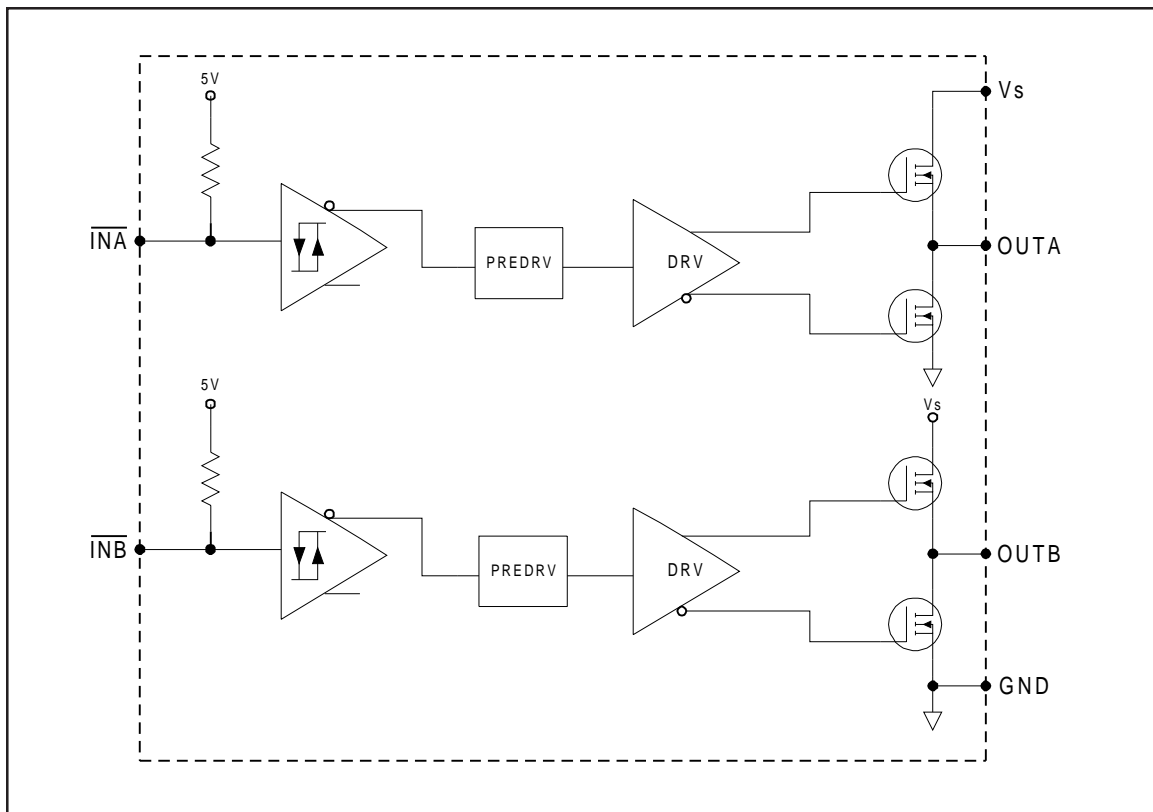 5V
Vs
INA
PREDRV
DRV
OUTA
5V
Vs
INB
PREDRV
DRV
OUTB
GND